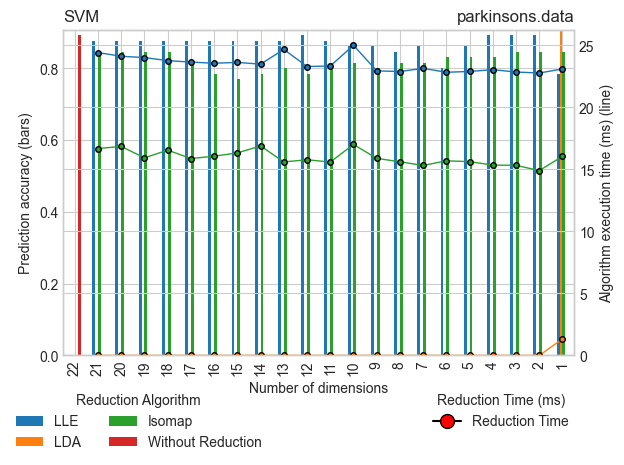 SVM
parkinsons.data
Prediction accuracy (bars)
0.8
0.6
0.4
0.2
0.0
25
20
15
10
5
0
Algorithm execution time (ms) (line)
22 21 20 19 18 17 16 15 14 13 12 11 10 9 8 7 6 5 4 3 2 1
Number of dimensions
Reduction Algorithm
LLE
LDA
Isomap
Without Reduction
Reduction Time (ms)
Reduction Time